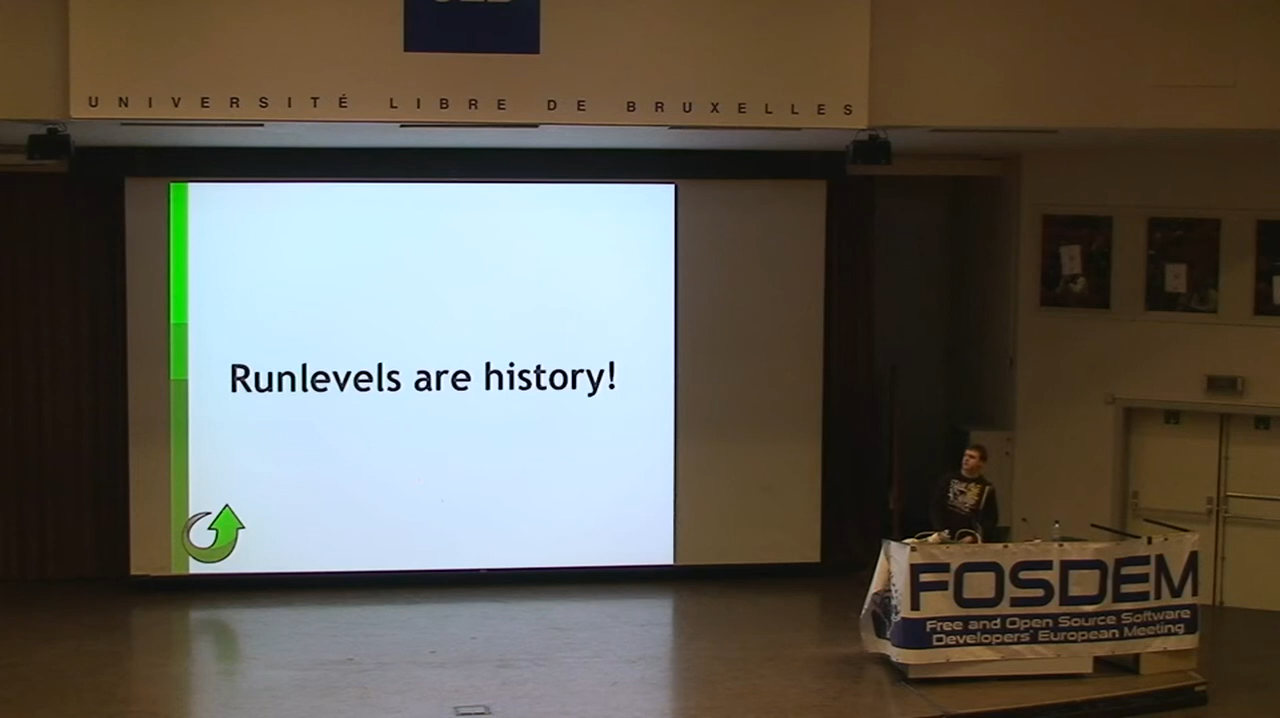 UNIVERSITÉ LIBRE DE BRUXELLES
Runlevels are history!
FOSDEM
Free and Open Source Software
Developers' European Meeting